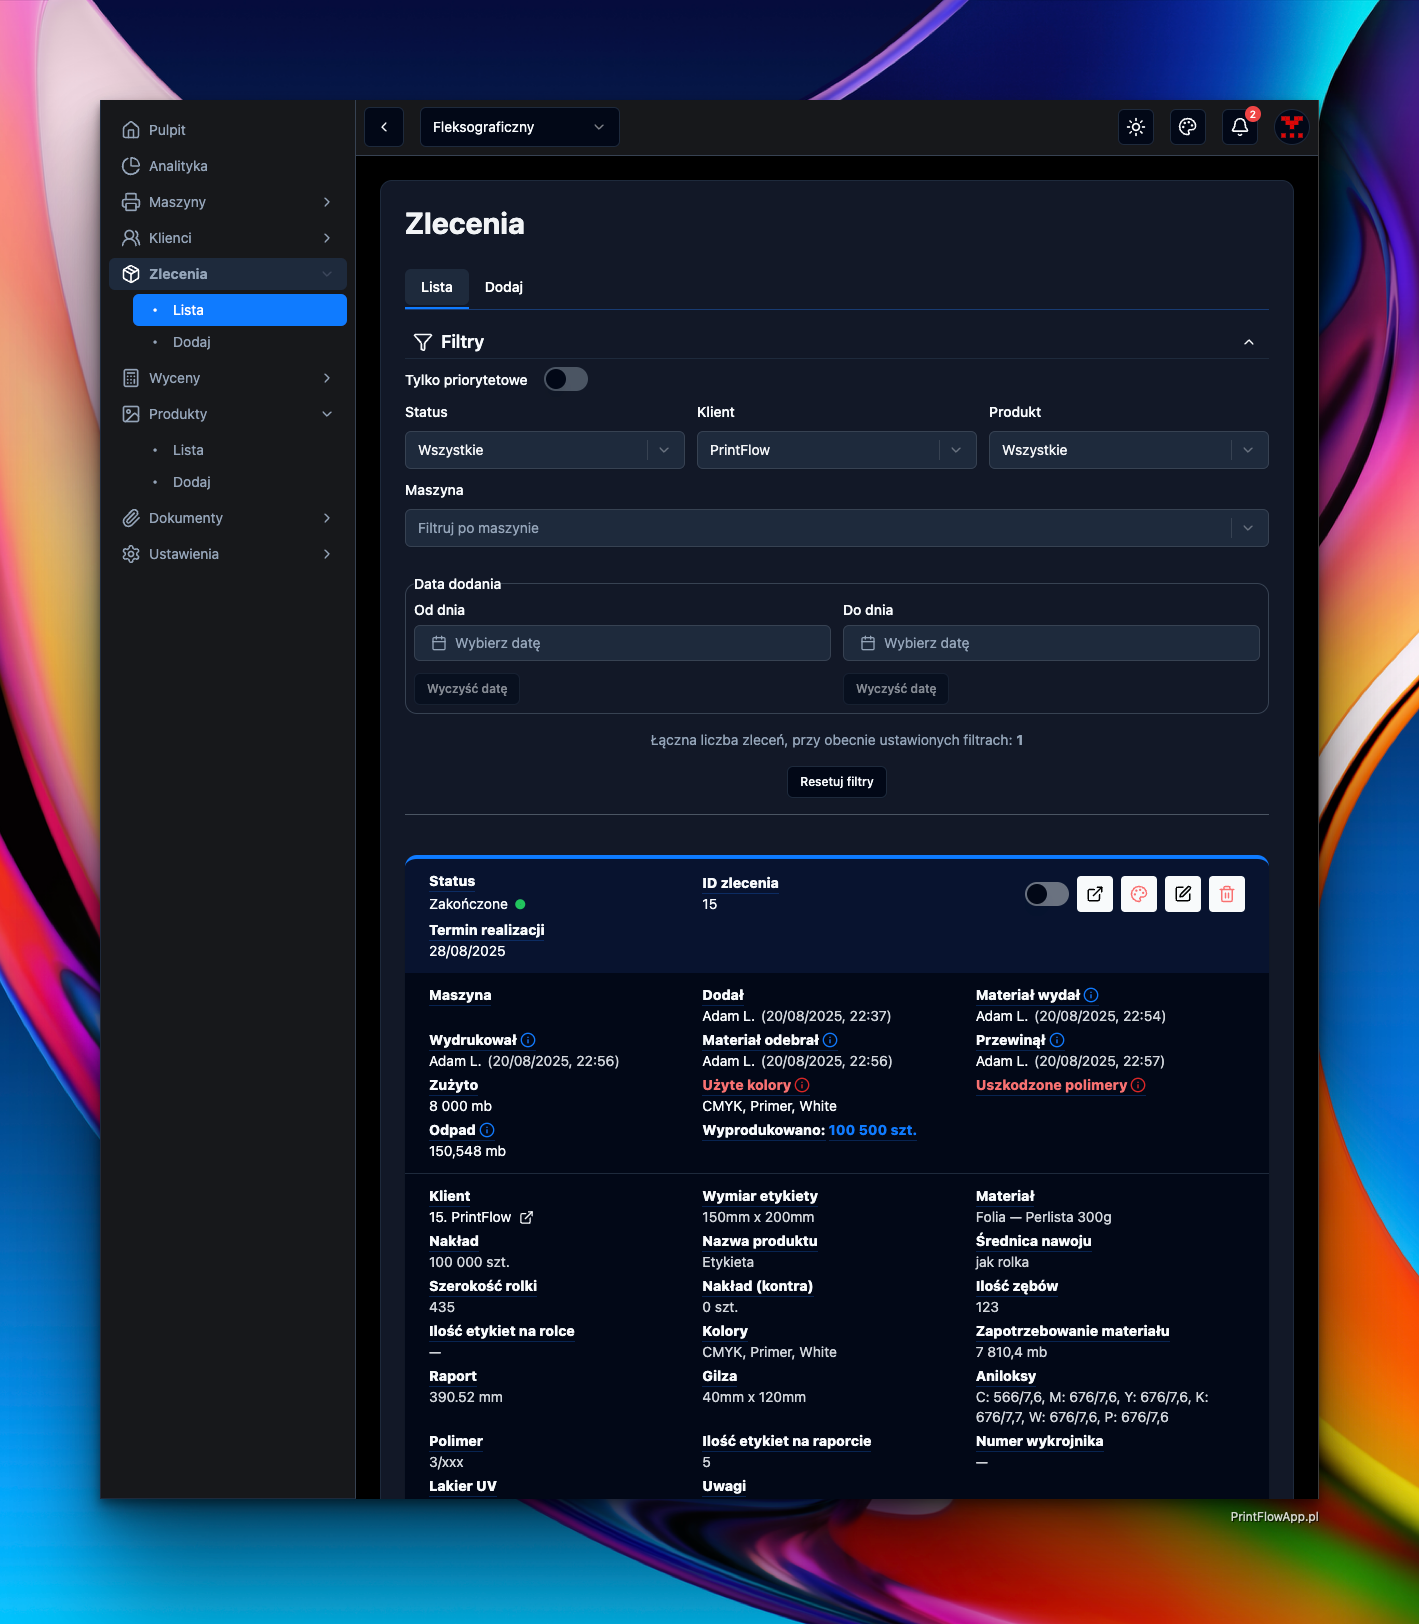 Pulpit
Analityka
Maszyny
Klienci
Zlecenia
Lista
Dodaj
Wyceny
Produkty
Lista
Dodaj
Dokumenty
Ustawienia
Fleksograficzny
2
Zlecenia
Lista
Dodaj
Filtry
Tylko priorytetowe
Status
Klient
Produkt
Wszystkie
PrintFlow
Wszystkie
Maszyna
Filtruj po maszynie
Data dodania
Od dnia
Do dnia
Wybierz datę
Wybierz datę
Wyczyść datę
Wyczyść datę
Łączna liczba zleceń, przy obecnie ustawionych filtrach: 1
Resetuj filtry
Status
Zakończone
ID zlecenia
15
Termin realizacji
28/08/2025
Maszyna
Dodał
Adam L. (20/08/2025, 22:37)
Materiał wydał
Adam L. (20/08/2025, 22:54)
Wydrukował
Adam L. (20/08/2025, 22:56)
Materiał odebrał
Adam L. (20/08/2025, 22:56)
Przewinął
Adam L. (20/08/2025, 22:57)
Zużyto
8 000 mb
Użyte kolory
CMYK, Primer, White
Uszkodzone polimery
Odpad
150,548 mb
Wyprodukowano: 100 500 szt.
Klient
15. PrintFlow
Wymiar etykiety
150mm x 200mm
Materiał
Folia — Perlista 300g
Nakład
100 000 szt.
Nazwa produktu
Etykieta
Średnica nawoju
jak rolka
Szerokość rolki
435
Nakład (kontra)
0 szt.
Ilość zębów
123
Ilość etykiet na rolce
—
Kolory
CMYK, Primer, White
Zapotrzebowanie materiału
7 810,4 mb
Raport
390.52 mm
Gilza
40mm x 120mm
Aniloksy
C: 566/7,6, M: 676/7,6, Y: 676/7,6, K:
676/7,7, W: 676/7,6, P: 676/7,6
Polimer
3/xxx
Ilość etykiet na raporcie
5
Numer wykrojnika
—
Lakier UV
Uwagi
PrintFlowApp.pl